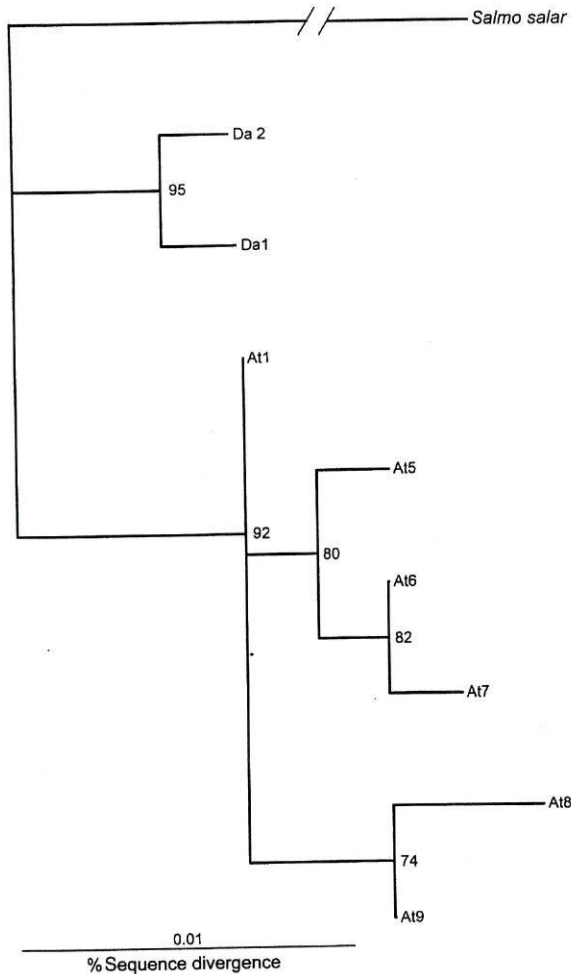 Salmo salar
Da 2
95
Da1
At1
At5
92
80
At6
82
At7
At8
74
At9
0.01
% Sequence divergence